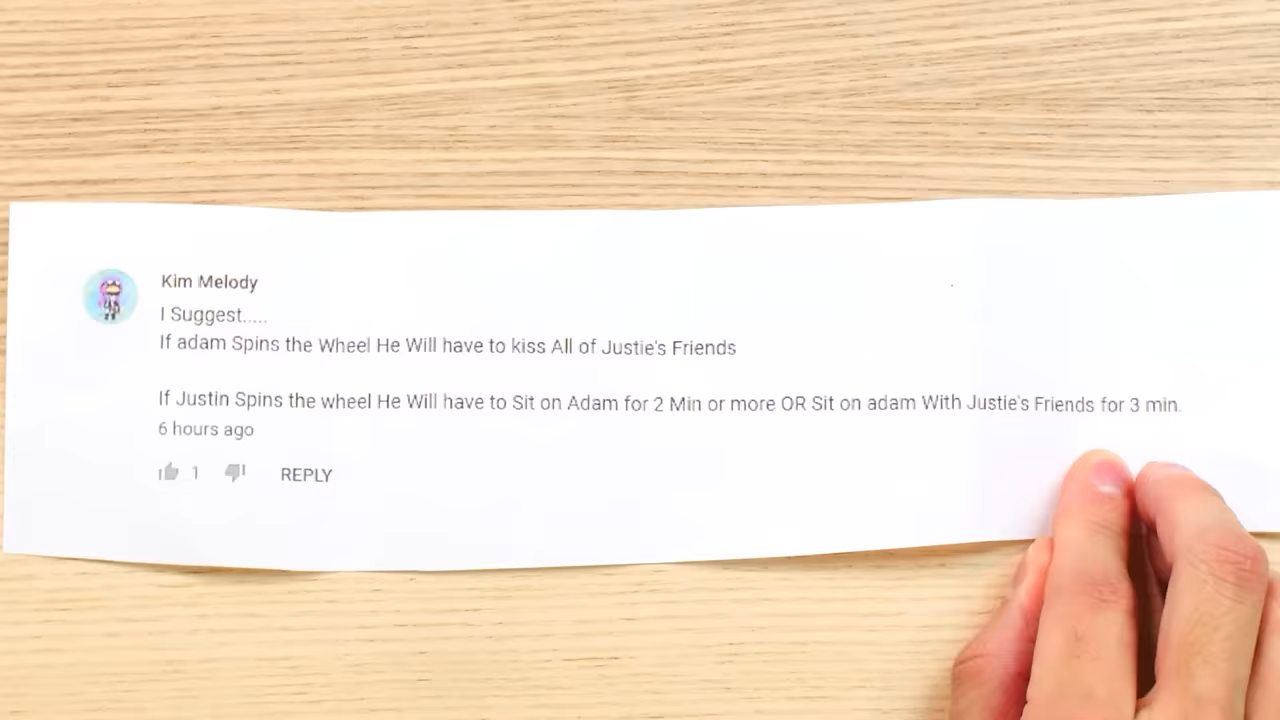 Kim Melody
I Suggest.....
If adam Spins the Wheel He Will have to kiss All of Justie's Friends
If Justin Spins the wheel He Will have to Sit on Adam for 2 Min or more OR Sit on adam With Justie's Friends for 3 min.
6 hours ago
1 REPLY